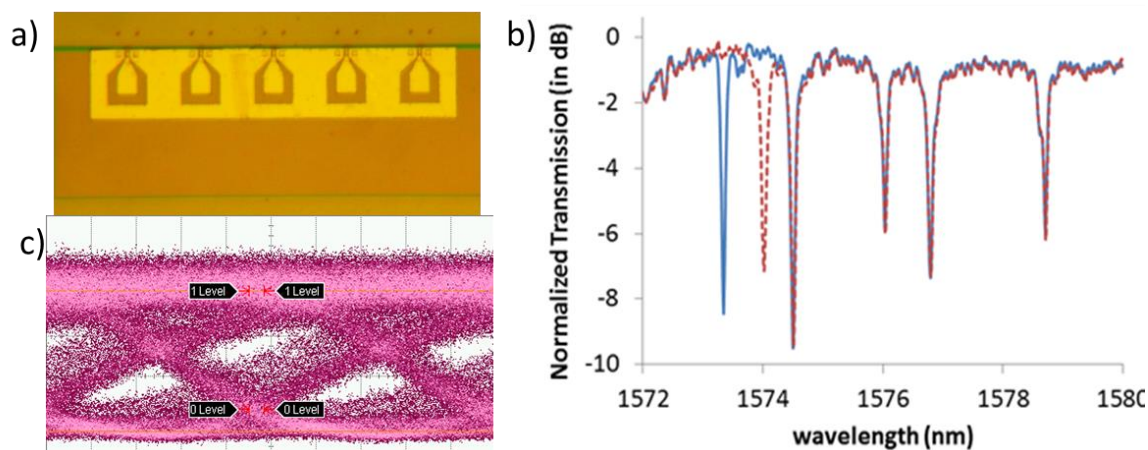 a)
b)
c)
1 Level
1 Level
0 Level
0 Level
Normalized Transmission (in dB)
0
-2
-4
-6
-8
-10
1572
1574
1576
1578
1580
wavelength (nm)